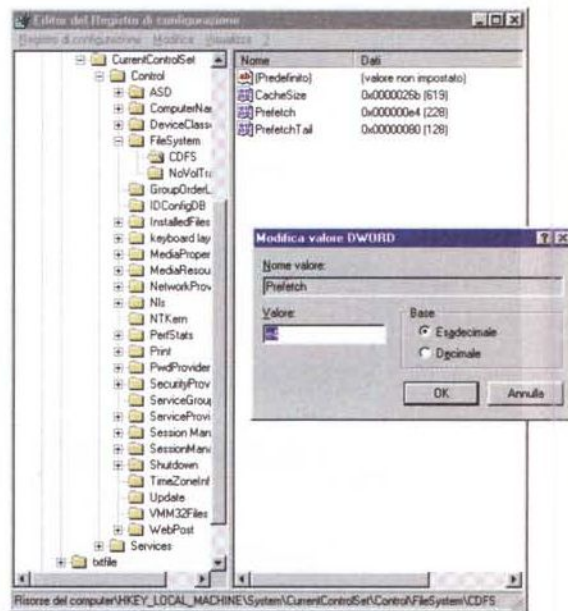 Editor del Registro di configurazione
Registro di configurazione Modifica Visualizza ?
CurrentControlSet
Control
ASD
ComputerNa
DeviceClass
FileSystem
CDFS
NoVolTra
GroupOrderL
IDConfigDB
InstalledFiles
keyboard lay
MediaProper
MediaResou
NetworkProv
Nls
NTKern
PerfStats
Print
PwdProvider
SecurityProv
ServiceGroup
ServiceProvi
Session Man
SessionMana
Shutdown
TimeZoneInf
Update
VMM32Files
WebPost
Services
txtfile
Nome Dati
(Predefinito) (valore non impostato)
CacheSize 0x0000026b (619)
Prefetch 0x000000e4 (228)
PrefetchTail 0x00000080 (128)
Modifica valore DWORD
Nome valore:
Prefetch
Valore:
e4
Base
Esadecimale
Decimale
OK Annulla
Risorse del computer\HKEY_LOCAL_MACHINE\System\CurrentControlSet\Control\FileSystem\CDFS